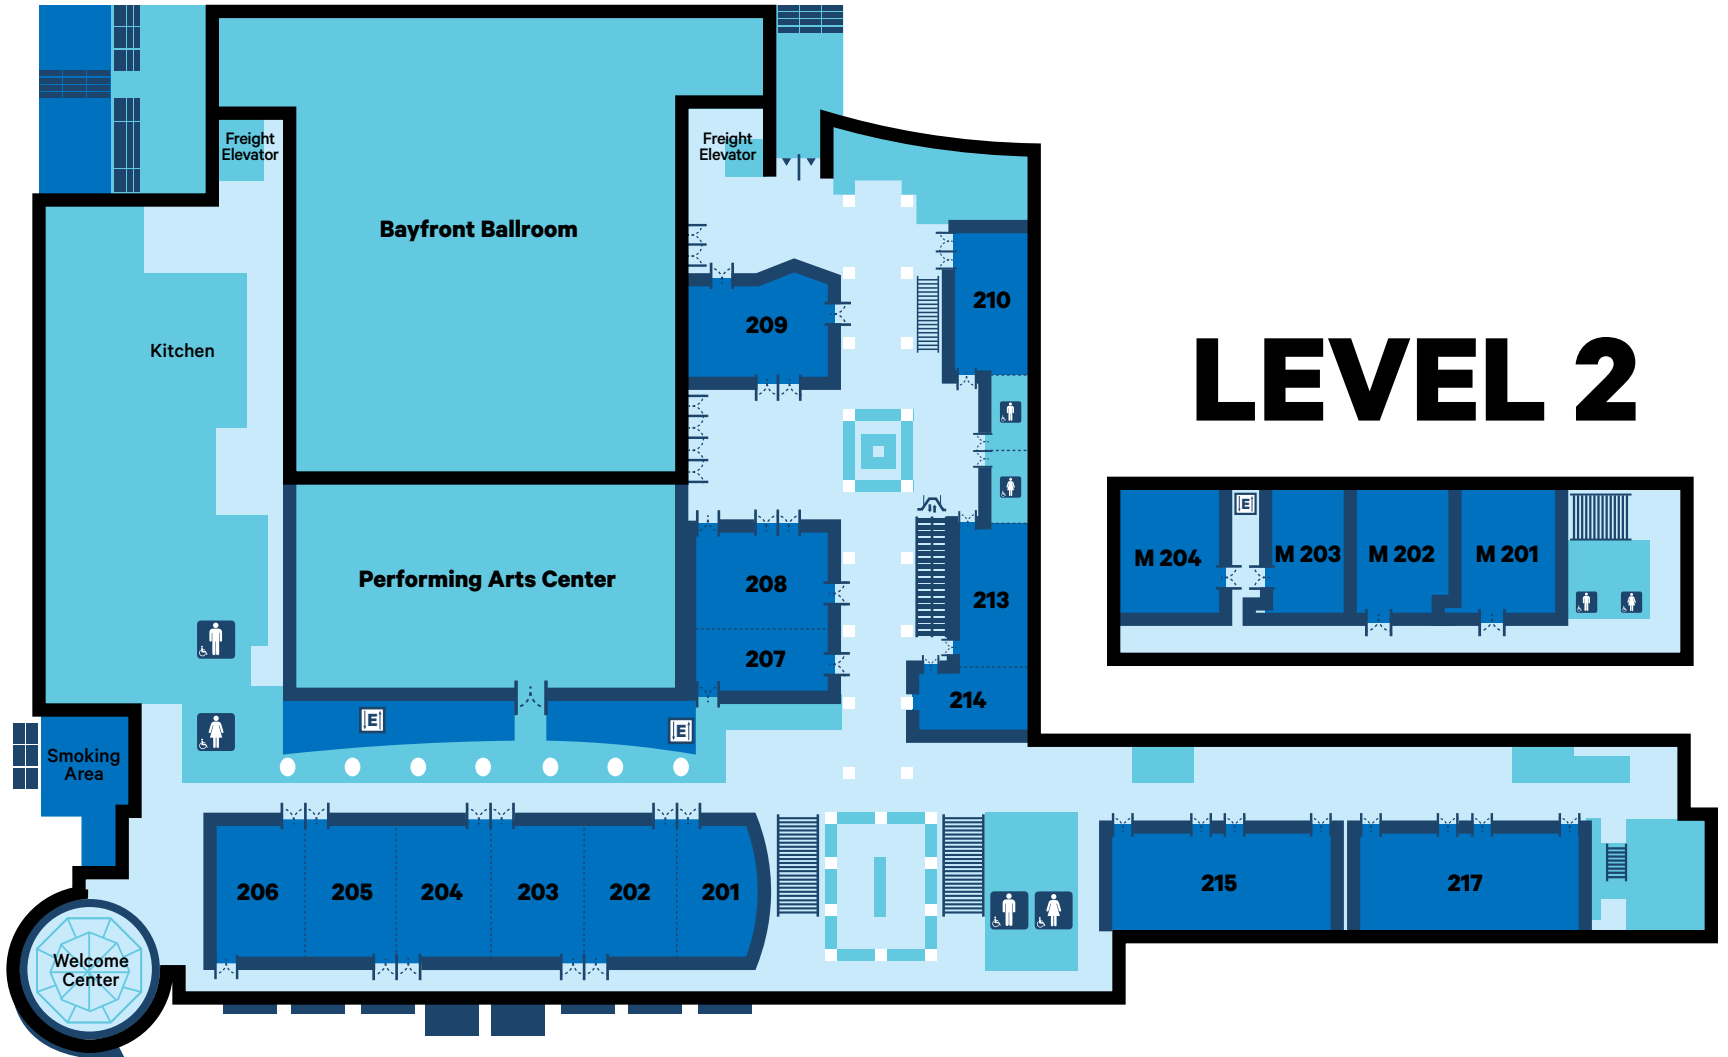 Freight
Elevator
Freight
Elevator
Bayfront Ballroom
210
209
Kitchen
LEVEL 2
E
M 204
M 203
M 202
M 201
Performing Arts Center
208
213
207
214
E
E
Smoking
Area
206
205
204
203
202
201
215
217
Welcome
Center